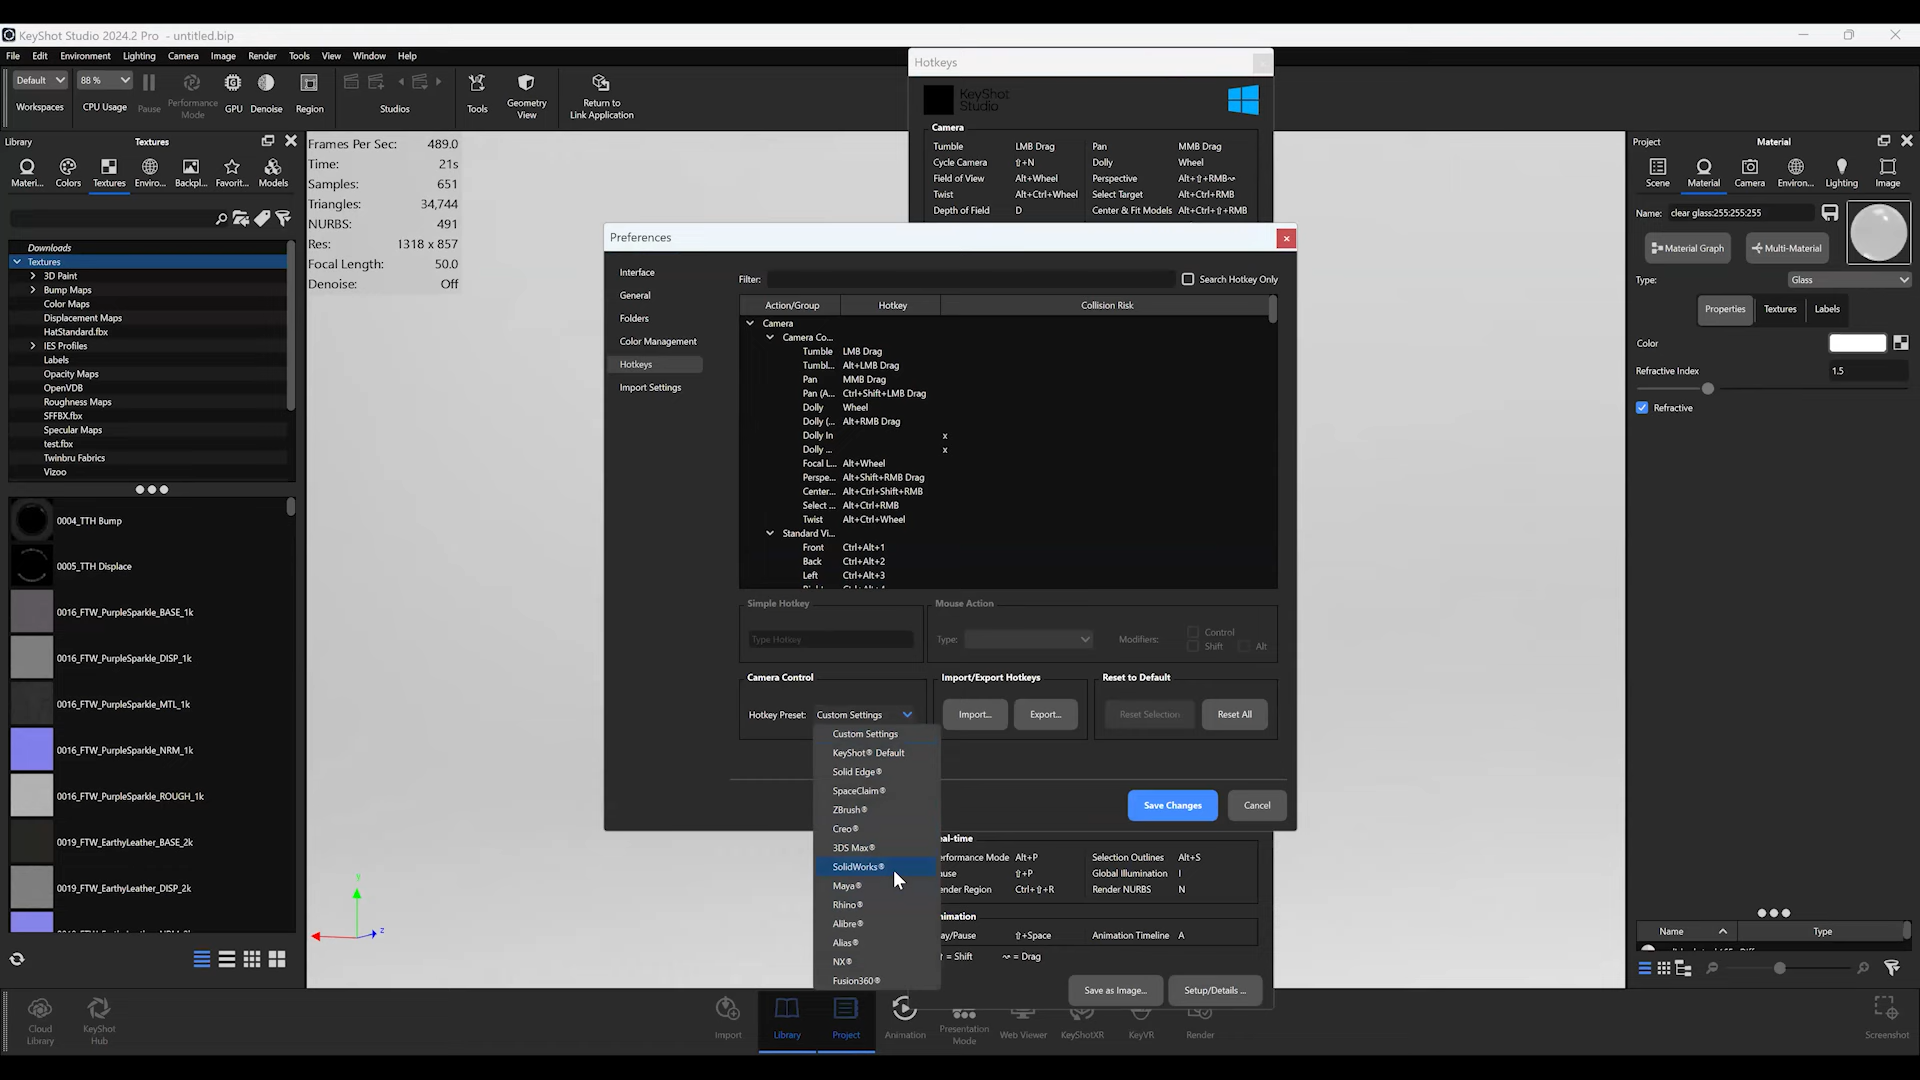 KeyShot Studio 2024.2 Pro - untitled.bip
File Edit Environment Lighting Camera Image Render Tools View Window Help
Default 88 %
Workspaces CPU Usage Pause Performance Mode GPU Denoise Region Studios Tools Geometry View Return to Link Application
Library Textures
Materi... Colors Textures Enviro... Backpl... Favorit... Models
Downloads
Textures
3D Paint
Bump Maps
Color Maps
Displacement Maps
HatStandard.fbx
IES Profiles
Labels
Opacity Maps
OpenVDB
Roughness Maps
SFFBX.fbx
Specular Maps
test.fbx
Twinbru Fabrics
Vizoo
0004_TTH Bump
0005_TTH Displace
0016_FTW_PurpleSparkle_BASE_1k
0016_FTW_PurpleSparkle_DISP_1k
0016_FTW_PurpleSparkle_MTL_1k
0016_FTW_PurpleSparkle_NRM_1k
0016_FTW_PurpleSparkle_ROUGH_1k
0019_FTW_EarthyLeather_BASE_2k
0019_FTW_EarthyLeather_DISP_2k
Frames Per Sec: 489.0
Time: 21s
Samples: 651
Triangles: 34,744
NURBS: 491
Res: 1318 x 857
Focal Length: 50.0
Denoise: Off
y
z
Hotkeys
KeyShot
Studio
Camera
Tumble LMB Drag Pan MMB Drag
Cycle Camera ⇧+N Dolly Wheel
Field of View Alt+Wheel Perspective Alt+⇧+RMB↝
Twist Alt+Ctrl+Wheel Select Target Alt+Ctrl+RMB
Depth of Field D Center & Fit Models Alt+Ctrl+⇧+RMB
Preferences
Interface
General
Folders
Color Management
Hotkeys
Import Settings
Filter: Search Hotkey Only
Action/Group Hotkey Collision Risk
Camera
Camera Co...
Tumble LMB Drag
Tumbl... Alt+LMB Drag
Pan MMB Drag
Pan (A... Ctrl+Shift+LMB Drag
Dolly Wheel
Dolly (... Alt+RMB Drag
Dolly In x
Dolly ... x
Focal L... Alt+Wheel
Perspe... Alt+Shift+RMB Drag
Center... Alt+Ctrl+Shift+RMB
Select ... Alt+Ctrl+RMB
Twist Alt+Ctrl+Wheel
Standard Vi...
Front Ctrl+Alt+1
Back Ctrl+Alt+2
Left Ctrl+Alt+3
Simple Hotkey Mouse Action
Type Hotkey Type: Modifiers: Control Shift Alt
Camera Control Import/Export Hotkeys Reset to Default
Hotkey Preset: Custom Settings Import... Export... Reset Selection Reset All
Custom Settings
KeyShot® Default
Solid Edge®
SpaceClaim®
ZBrush®
Creo®
3DS Max®
SolidWorks®
Maya®
Rhino®
Alibre®
Alias®
NX®
Fusion360®
Save Changes Cancel
eal-time
erformance Mode Alt+P Selection Outlines Alt+S
ause ⇧+P Global Illumination I
ender Region Ctrl+⇧+R Render NURBS N
nimation
ay/Pause ⇧+Space Animation Timeline A
= Shift ↝ = Drag
Save as Image... Setup/Details ...
Project Material
Scene Material Camera Environ... Lighting Image
Name: clear glass:255:255:255
Material Graph Multi-Material
Type: Glass
Properties Textures Labels
Color
Refractive Index 1.5
Refractive
Name Type
Cloud Library KeyShot Hub Import Library Project Animation Presentation Mode Web Viewer KeyShotXR KeyVR Render Screenshot